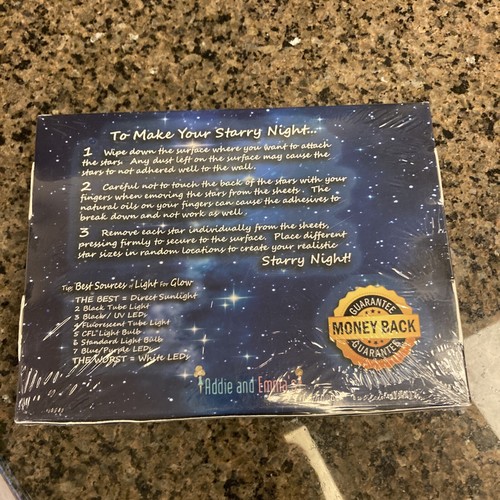 To Make Your Starry Night...
1 Wipe down the surface where you want to attach
the stars. Any dust left on the surface may cause the
stars to not adhered well to the wall.
2 Careful not to touch the back of the stars with your
fingers when emoving the stars from the sheets. The
natural oils on your fingers can cause the adhesives to
break down and not work as well.
3 Remove each star individually from the sheets,
pressing firmly to secure to the surface. Place different
star sizes in random locations to create your realistic
Starry Night!
Tip: Best Sources of Light For Glow
THE BEST = Direct Sunlight
2 Black Tube Light
3 Black/ UV LEDs
4 Fluorescent Tube Light
5 CFL Light Bulb
6 Standard Light Bulb
7 Blue/Purple LEDs
THE WORST = White LEDs
GUARANTEE
MONEY BACK
GUARANTEE
Addie and Emma